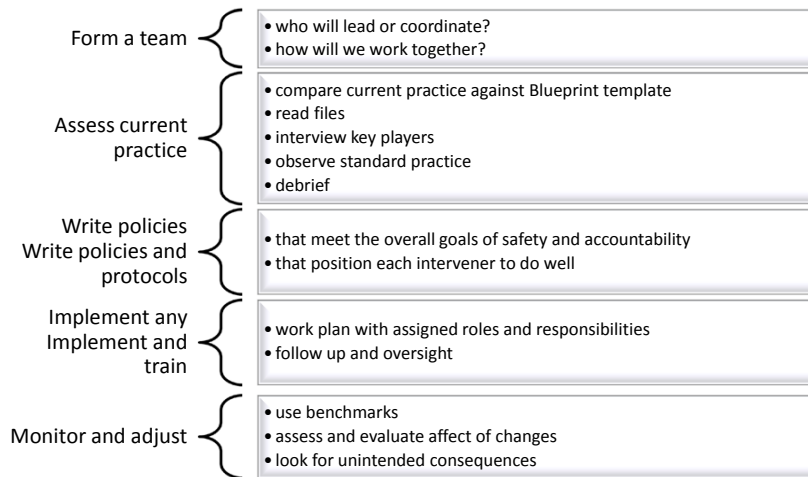 Form a team
• who will lead or coordinate?
• how will we work together?
Assess current
practice
• compare current practice against Blueprint template
• read files
• interview key players
• observe standard practice
• debrief
Write policies
Write policies and
protocols
• that meet the overall goals of safety and accountability
• that position each intervener to do well
Implement any
Implement and
train
• work plan with assigned roles and responsibilities
• follow up and oversight
Monitor and adjust
• use benchmarks
• assess and evaluate affect of changes
• look for unintended consequences